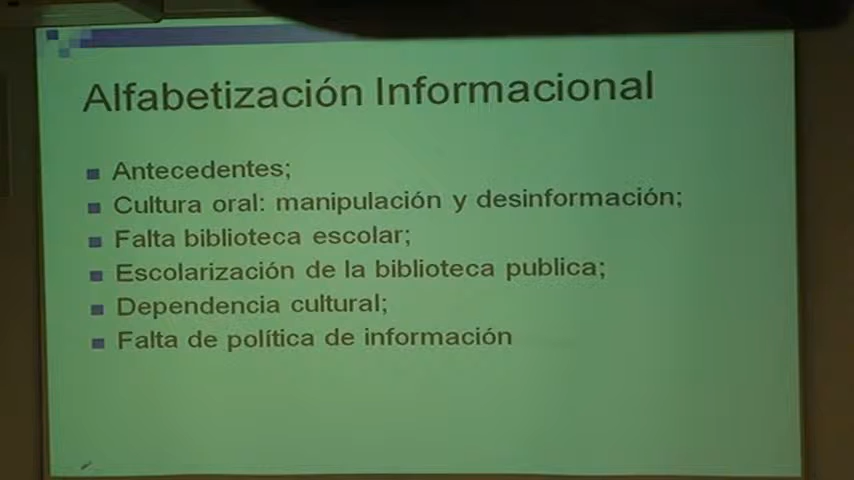 Alfabetización Informacional
Antecedentes;
Cultura oral: manipulación y desinformación;
Falta biblioteca escolar;
Escolarización de la biblioteca publica;
Dependencia cultural;
Falta de política de información